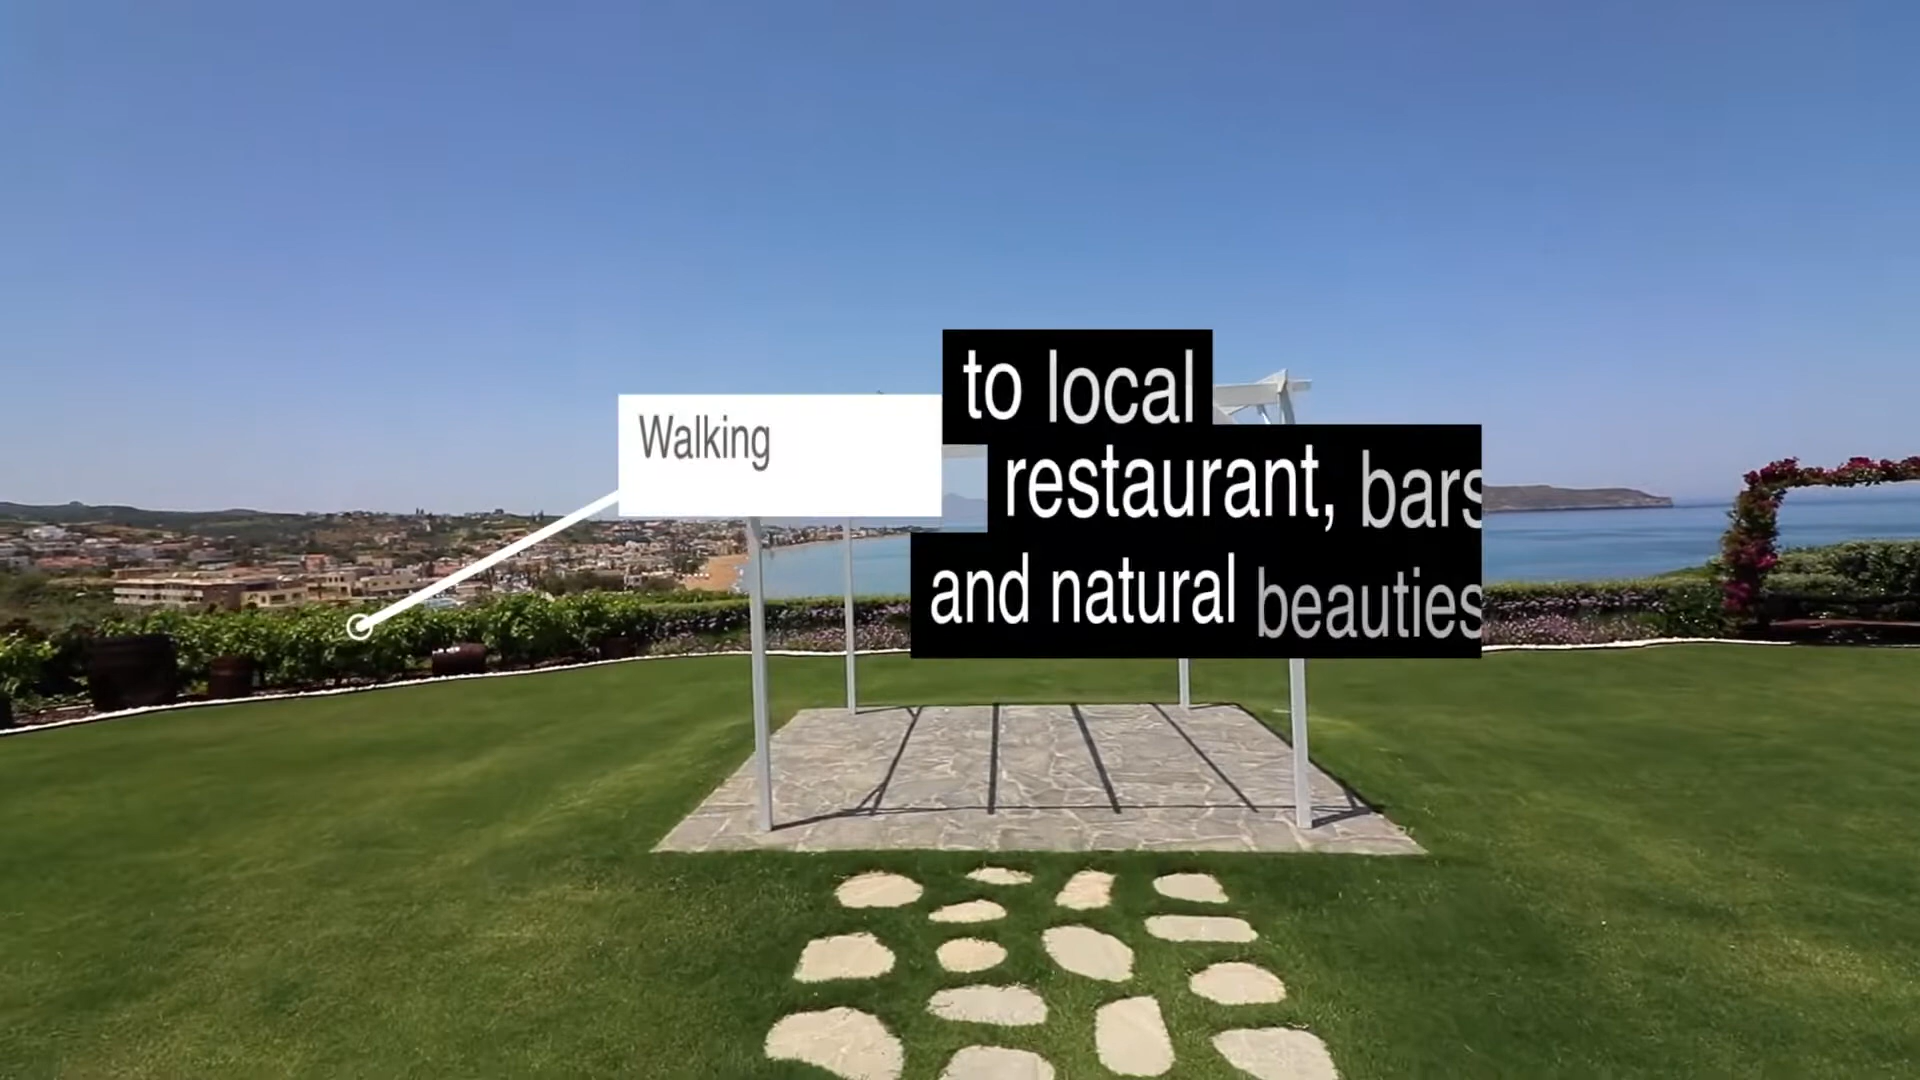 Walking
to local
restaurant, bars
and natural beauties